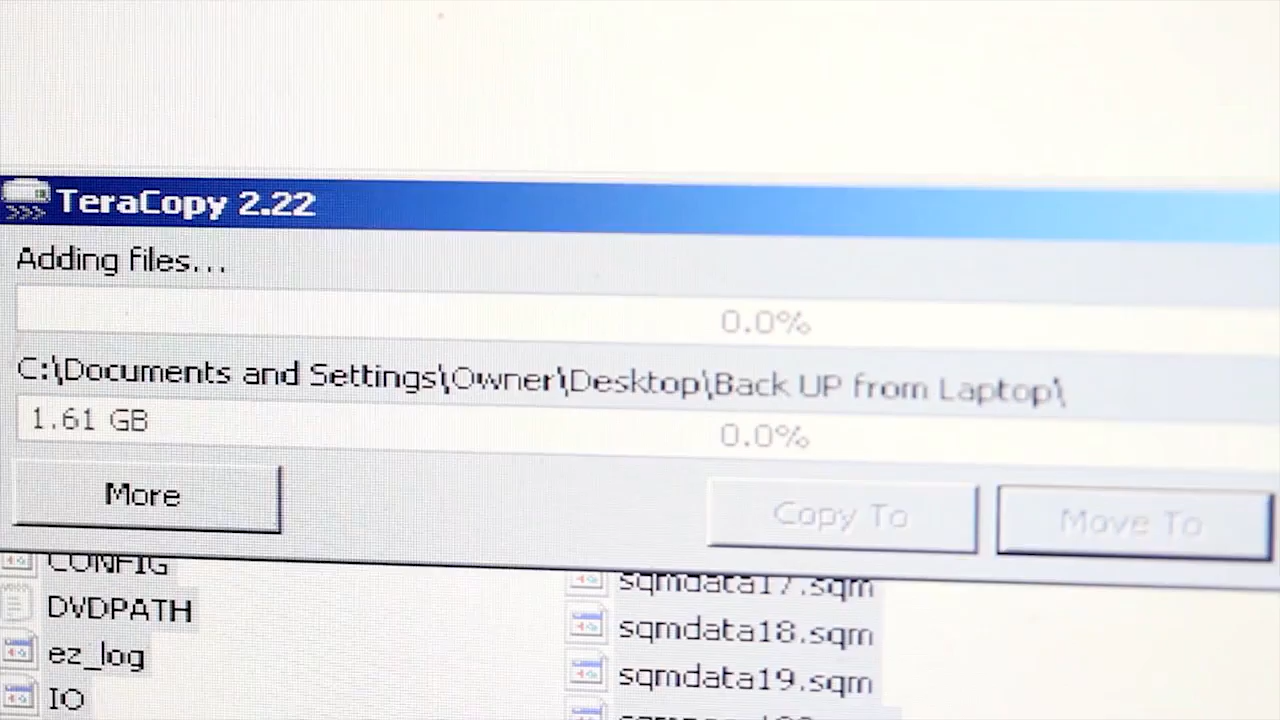 TeraCopy 2.22
Adding files...
0.0%
C:\Documents and Settings\Owner\Desktop\Back UP from Laptop\
1.61 GB
0.0%
More
Copy To
Move To
CONFIG
sqmdata17.sqm
DVDPATH
sqmdata18.sqm
ez_log
sqmdata19.sqm
IO